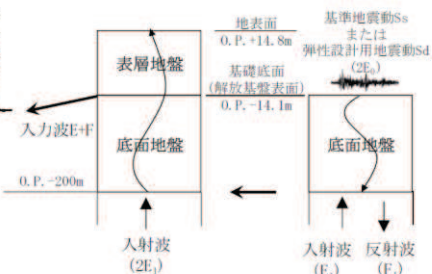 地表面
O.P.+14.8m
表層地盤
基礎底面
(解放基盤表面)
O.P.-14.1m
入力波E+F
底面地盤
O.P.-200m
入射波
(2E₁)
基準地震動Ss
または
弾性設計用地震動Sd
(2E₀)
底面地盤
入射波
反射波